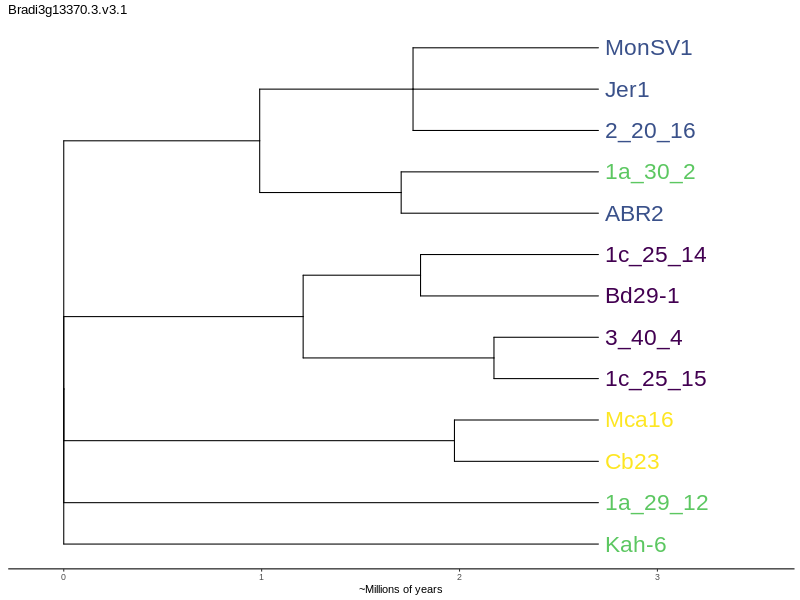 Bradi3g13370.3.v3.1
MonSV1
Jer1
2_20_16
1a_30_2
ABR2
1c_25_14
Bd29-1
3_40_4
1c_25_15
Mca16
Cb23
1a_29_12
Kah-6
0 1 2 3
~Millions of years